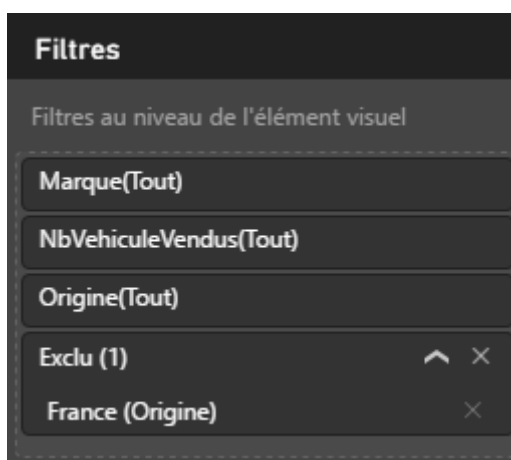 Filtres
Filtres au niveau de l'élément visuel
Marque(Tout)
NbVehiculeVendus(Tout)
Origine(Tout)
Exclu (1)
France (Origine)